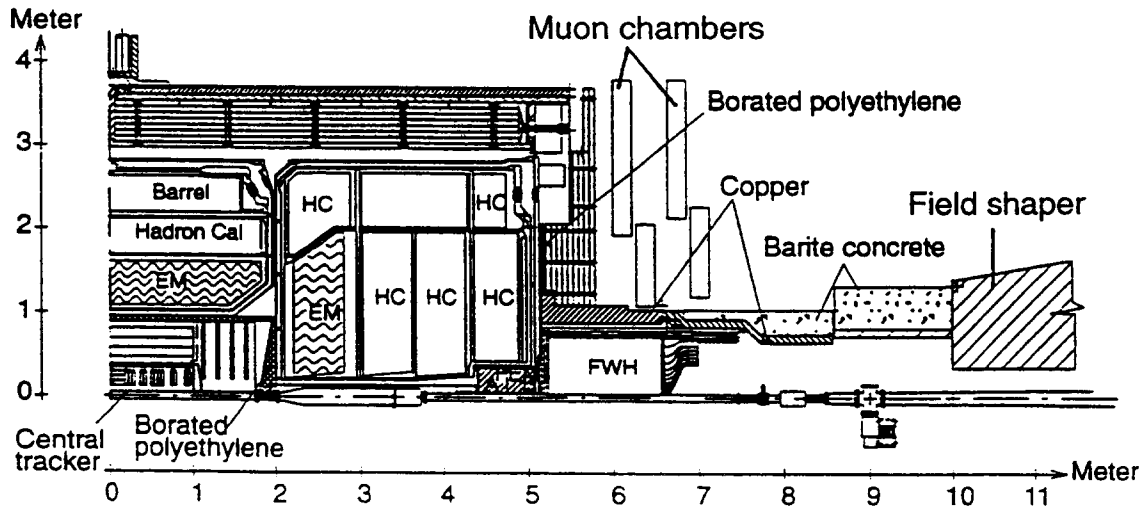 Meter
4
3
2
1
0
Muon chambers
Borated polyethylene
Copper
Field shaper
Barite concrete
Barrel
Hadron Cal
EM
HC
HC
EM
HC
HC
HC
FWH
Central
tracker
Borated
polyethylene
0 1 2 3 4 5 6 7 8 9 10 11
Meter